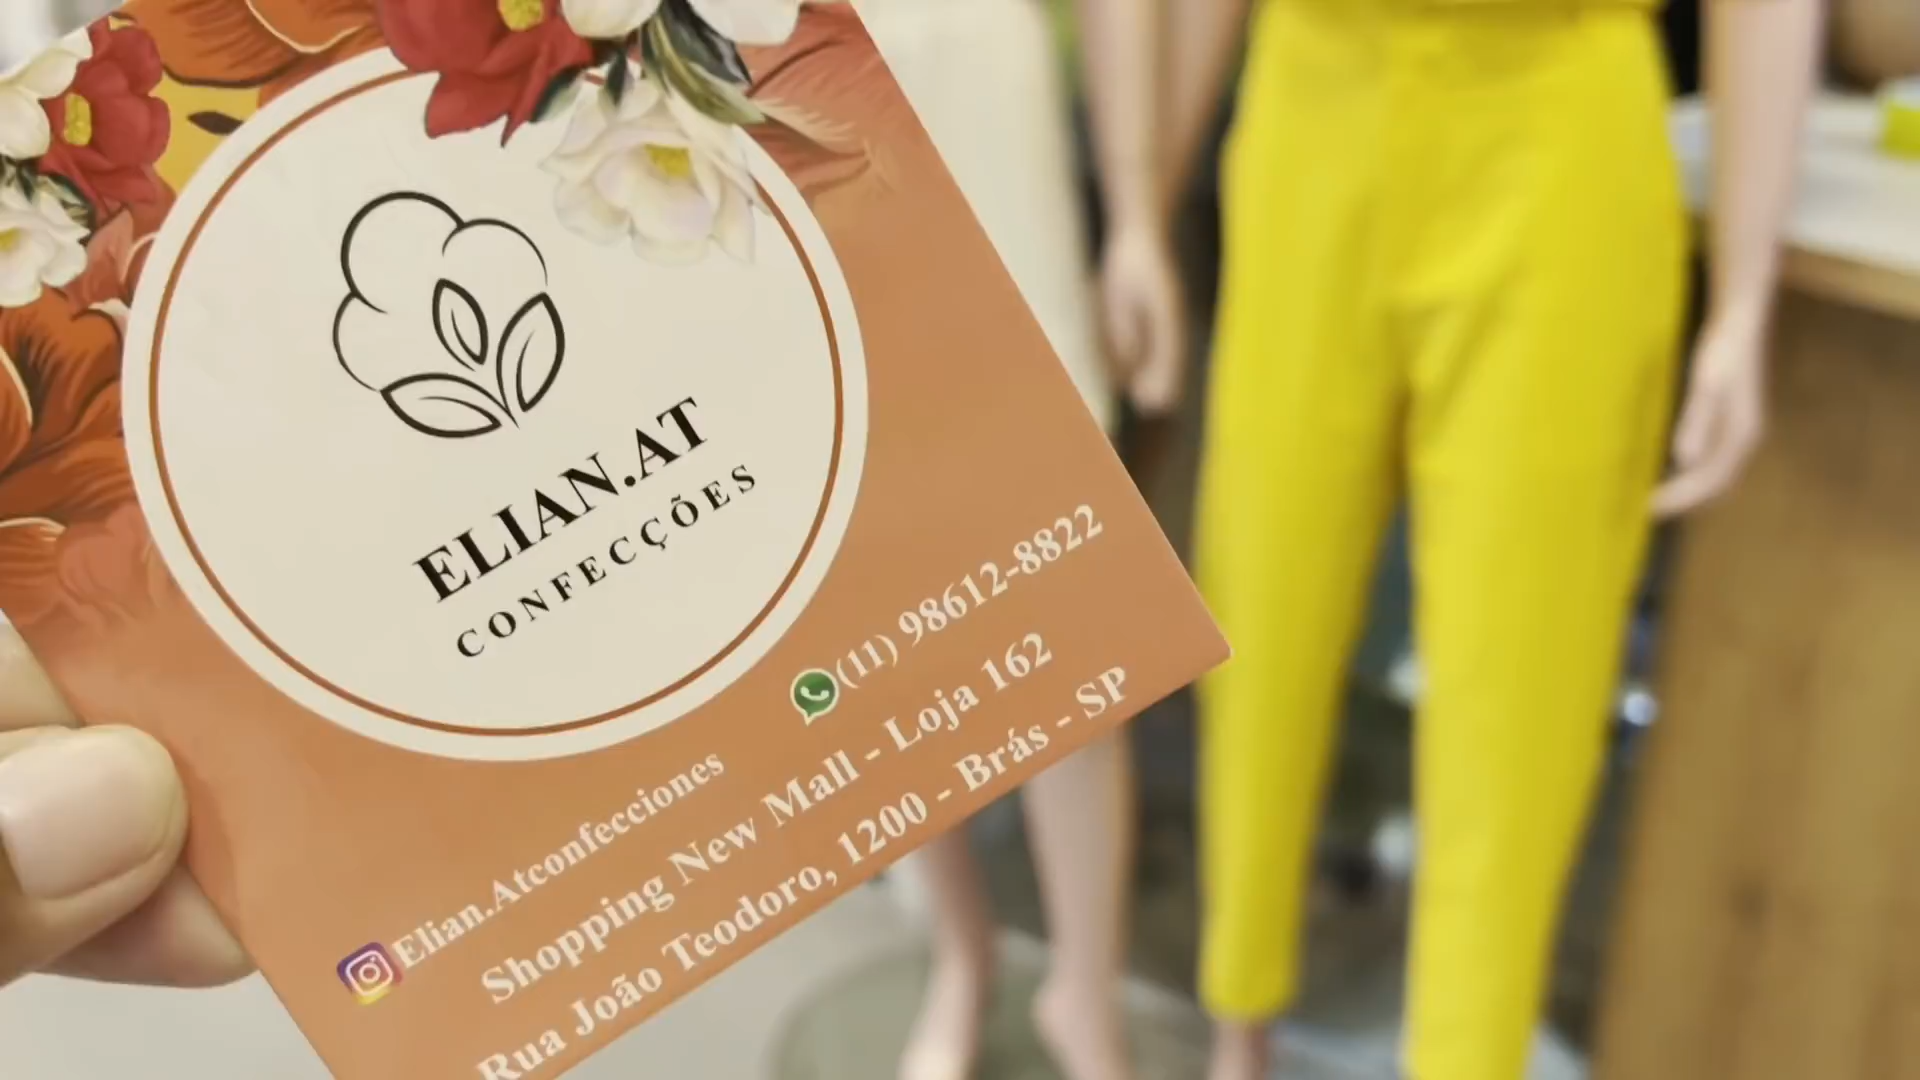 ELIAN.AT
CONFECÇÕES
(11) 98612-8822
Elian.Atconfecciones
Shopping New Mall - Loja 162
Rua João Teodoro, 1200 - Brás - SP